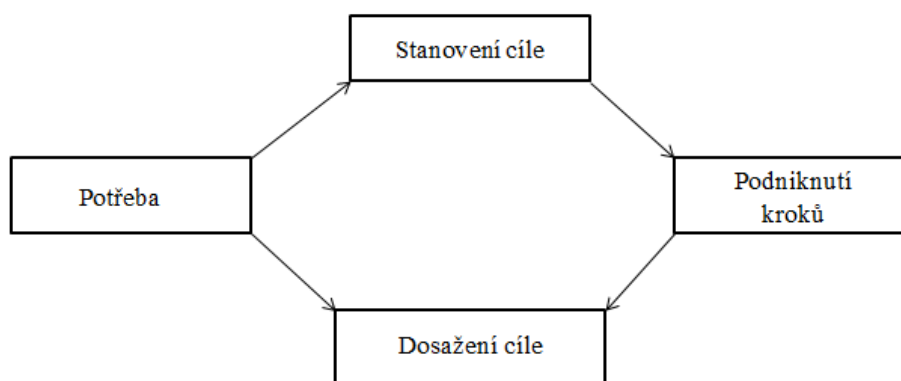 Stanovení cíle
Potřeba
Podniknutí
kroků
Dosažení cíle